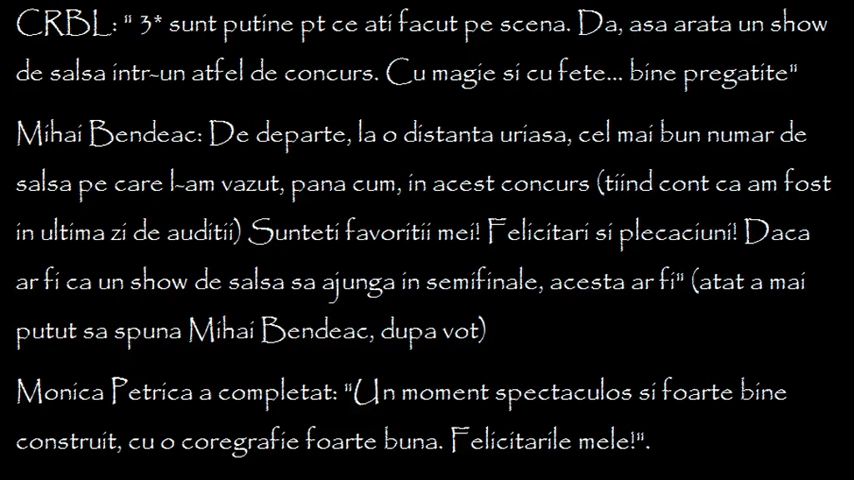 CRBL: " 3* sunt putine pt ce ati facut pe scena. Da, asa arata un show
de salsa intr-un atfel de concurs. Cu magie si cu fete... bine pregatite"
Mihai Bendeac: De departe, la o distanta uriasa, cel mai bun numar de
salsa pe care l-am vazut, pana cum, in acest concurs (tiind cont ca am fost
in ultima zi de auditii) Sunteti favoritii mei! Felicitari si plecaciuni! Daca
ar fi ca un show de salsa sa ajunga in semifinale, acesta ar fi" (atat a mai
putut sa spuna Mihai Bendeac, dupa vot)
Monica Petrica a completat: "Un moment spectaculos si foarte bine
construit, cu o coregrafie foarte buna. Felicitarile mele!".